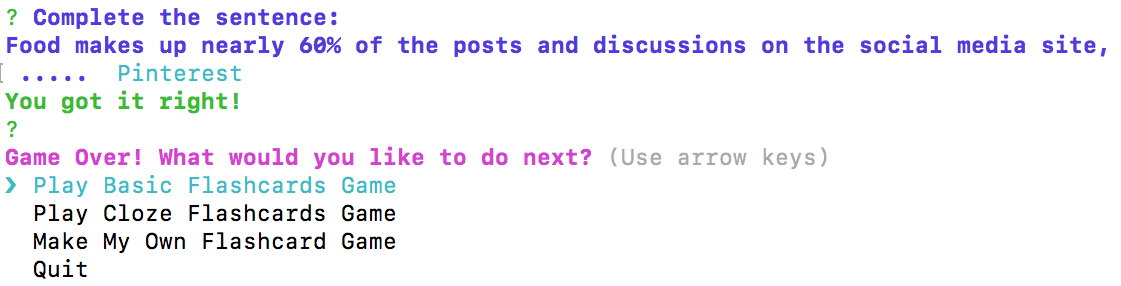 ? Complete the sentence:
Food makes up nearly 60% of the posts and discussions on the social media site,
..... Pinterest
You got it right!
?
Game Over! What would you like to do next? (Use arrow keys)
❯ Play Basic Flashcards Game
Play Cloze Flashcards Game
Make My Own Flashcard Game
Quit